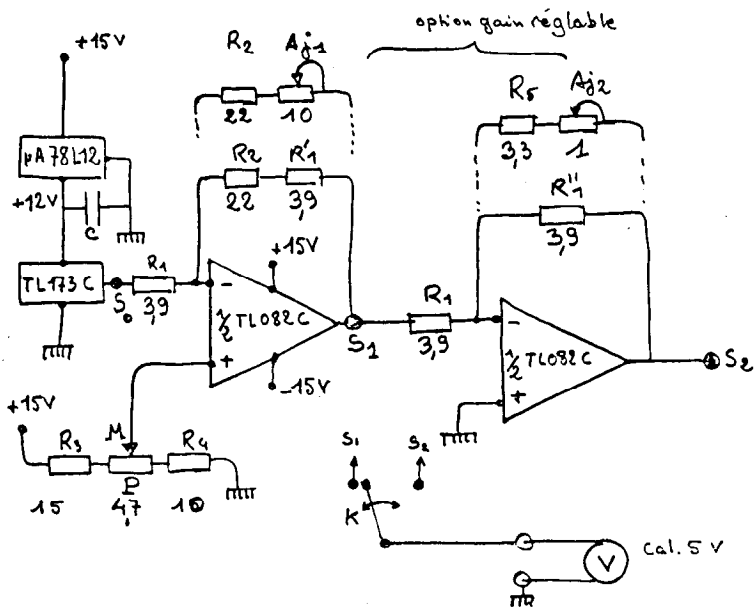 option gain réglable
+15V
R2 Aj1
22 10
R5 Aj2
3,3 1
µA78L12
R2 R'1
22 3,9
R"1
3,9
+12V
C
+15V
TL173C
S0
R1
3,9
-
+
1/2 TL082C
-15V
S1
R1
3,9
-
+
1/2 TL082C
S2
+15V
M
R3 P R4
15 4,7 10
S1 S2
K
V
Cal. 5 V